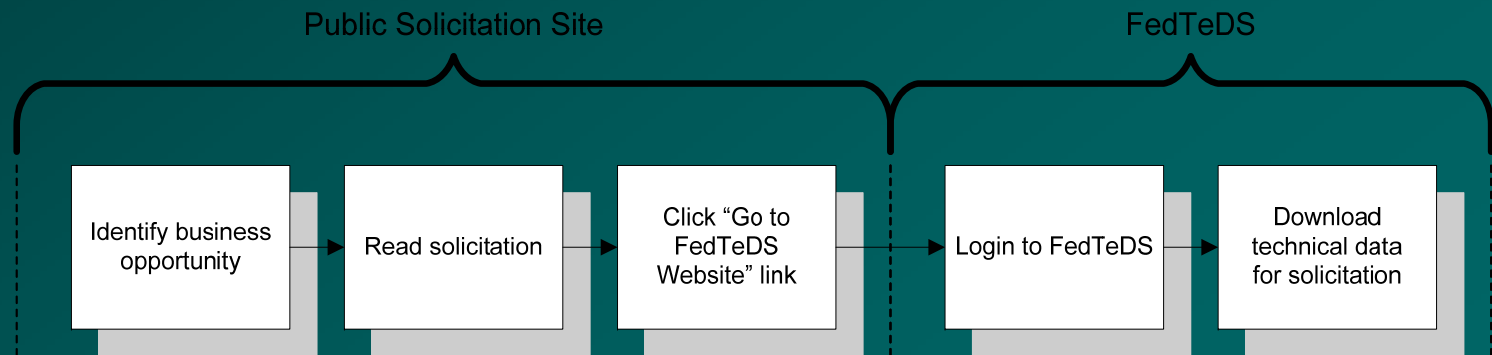 Public Solicitation Site
FedTeDS
Identify business
opportunity
Read solicitation
Click “Go to
FedTeDS
Website” link
Login to FedTeDS
Download
technical data
for solicitation